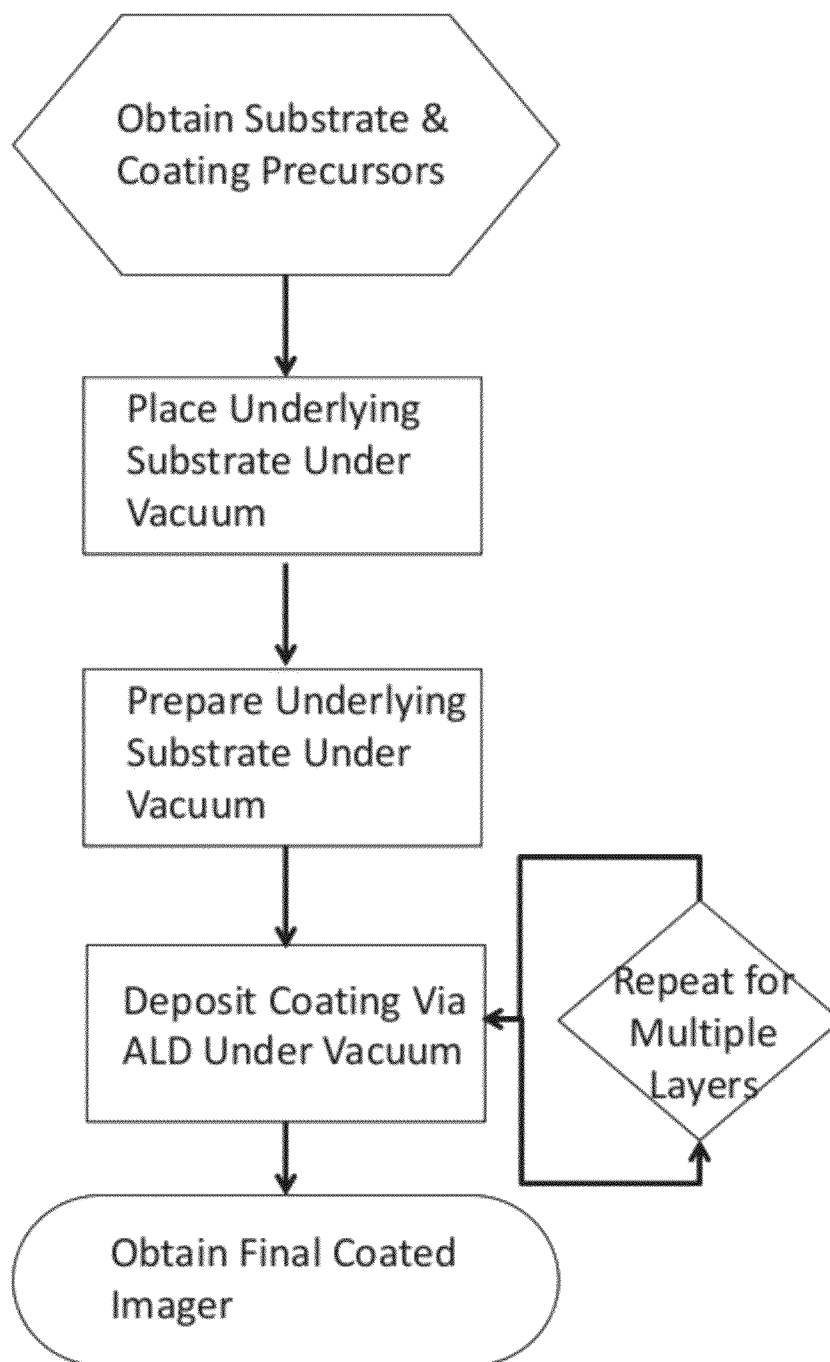 Obtain Substrate &
Coating Precursors
Place Underlying
Substrate Under
Vacuum
Prepare Underlying
Substrate Under
Vacuum
Deposit Coating Via
ALD Under Vacuum
Repeat for
Multiple
Layers
Obtain Final Coated
Imager